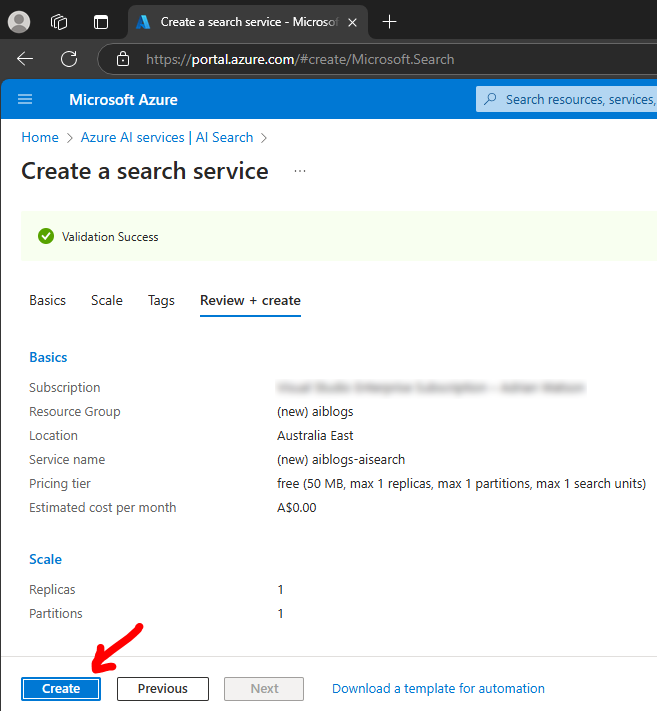 Create a search service - Microsof
https://portal.azure.com/#create/Microsoft.Search
Microsoft Azure
Search resources, services,
Home > Azure AI services | AI Search >
Create a search service ...
Validation Success
Basics Scale Tags Review + create
Basics
Subscription
Resource Group (new) aiblogs
Location Australia East
Service name (new) aiblogs-aisearch
Pricing tier free (50 MB, max 1 replicas, max 1 partitions, max 1 search units)
Estimated cost per month A$0.00
Scale
Replicas 1
Partitions 1
Create Previous Next Download a template for automation